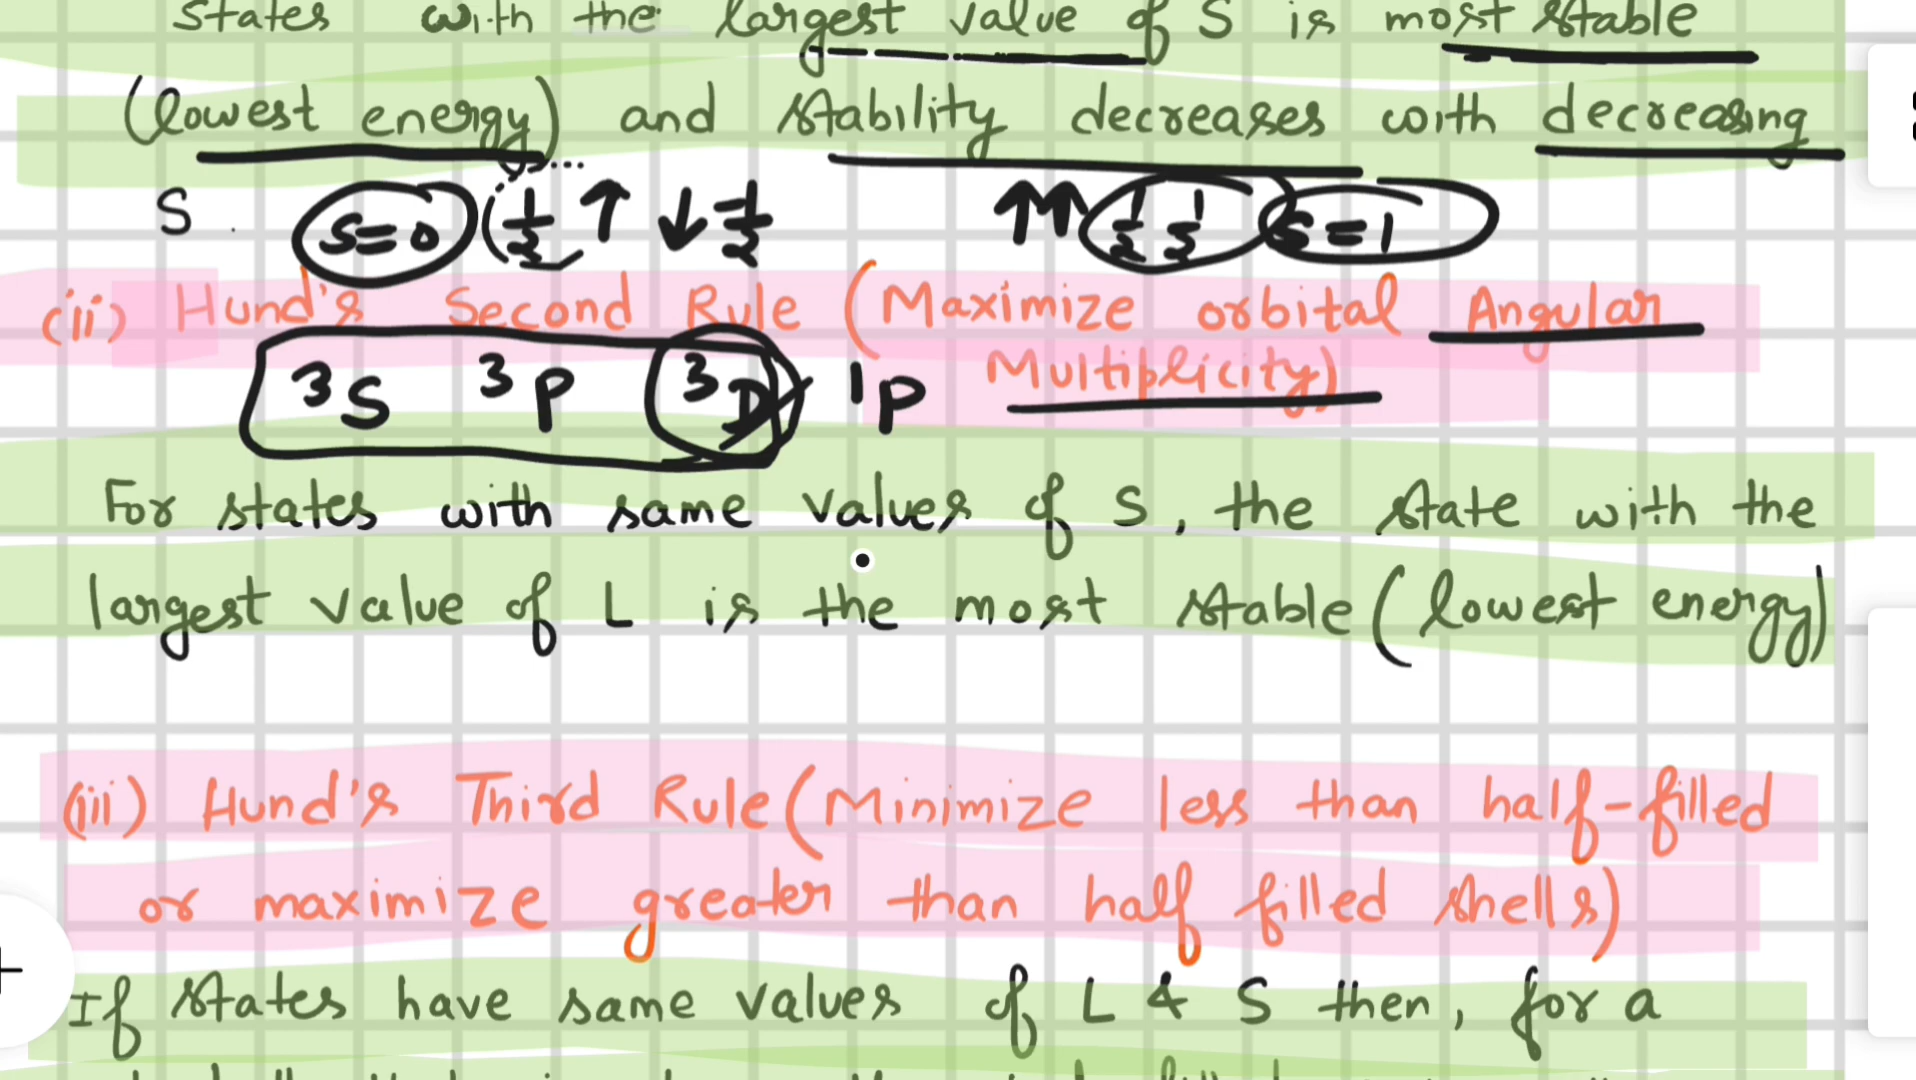 States with the largest value of S is most stable
(lowest energy) and stability decreases with decreasing
S. S=0 (1/2 ↑ ↓ -1/2 ↑↑ 1/2 1/2 S=1
(ii) Hund's Second Rule (Maximize orbital Angular
Multiplicity)
³S ³P ³D ¹P
For states with same values of S, the state with the
largest value of L is the most stable (lowest energy)
(iii) Hund's Third Rule (Minimize less than half-filled
or maximize greater than half filled shells)
If states have same values of L & S then, for a